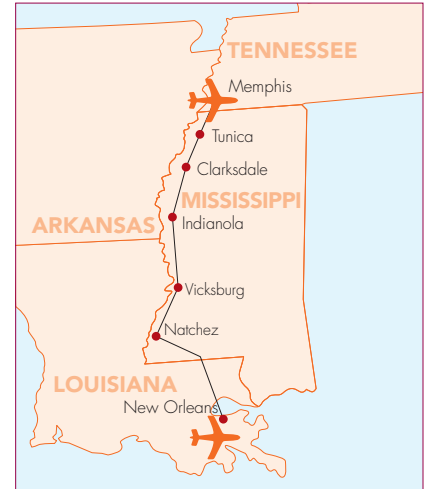 TENNESSEE
Memphis
Tunica
Clarksdale
MISSISSIPPI
ARKANSAS
Indianola
Vicksburg
Natchez
LOUISIANA
New Orleans